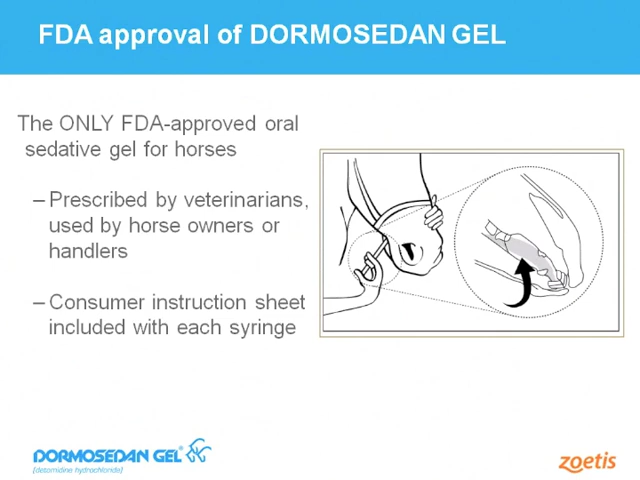 FDA approval of DORMOSEDAN GEL
The ONLY FDA-approved oral
sedative gel for horses
– Prescribed by veterinarians,
used by horse owners or
handlers
– Consumer instruction sheet
included with each syringe
DORMOSEDAN GEL®
(detomidine hydrochloride)
zoetis